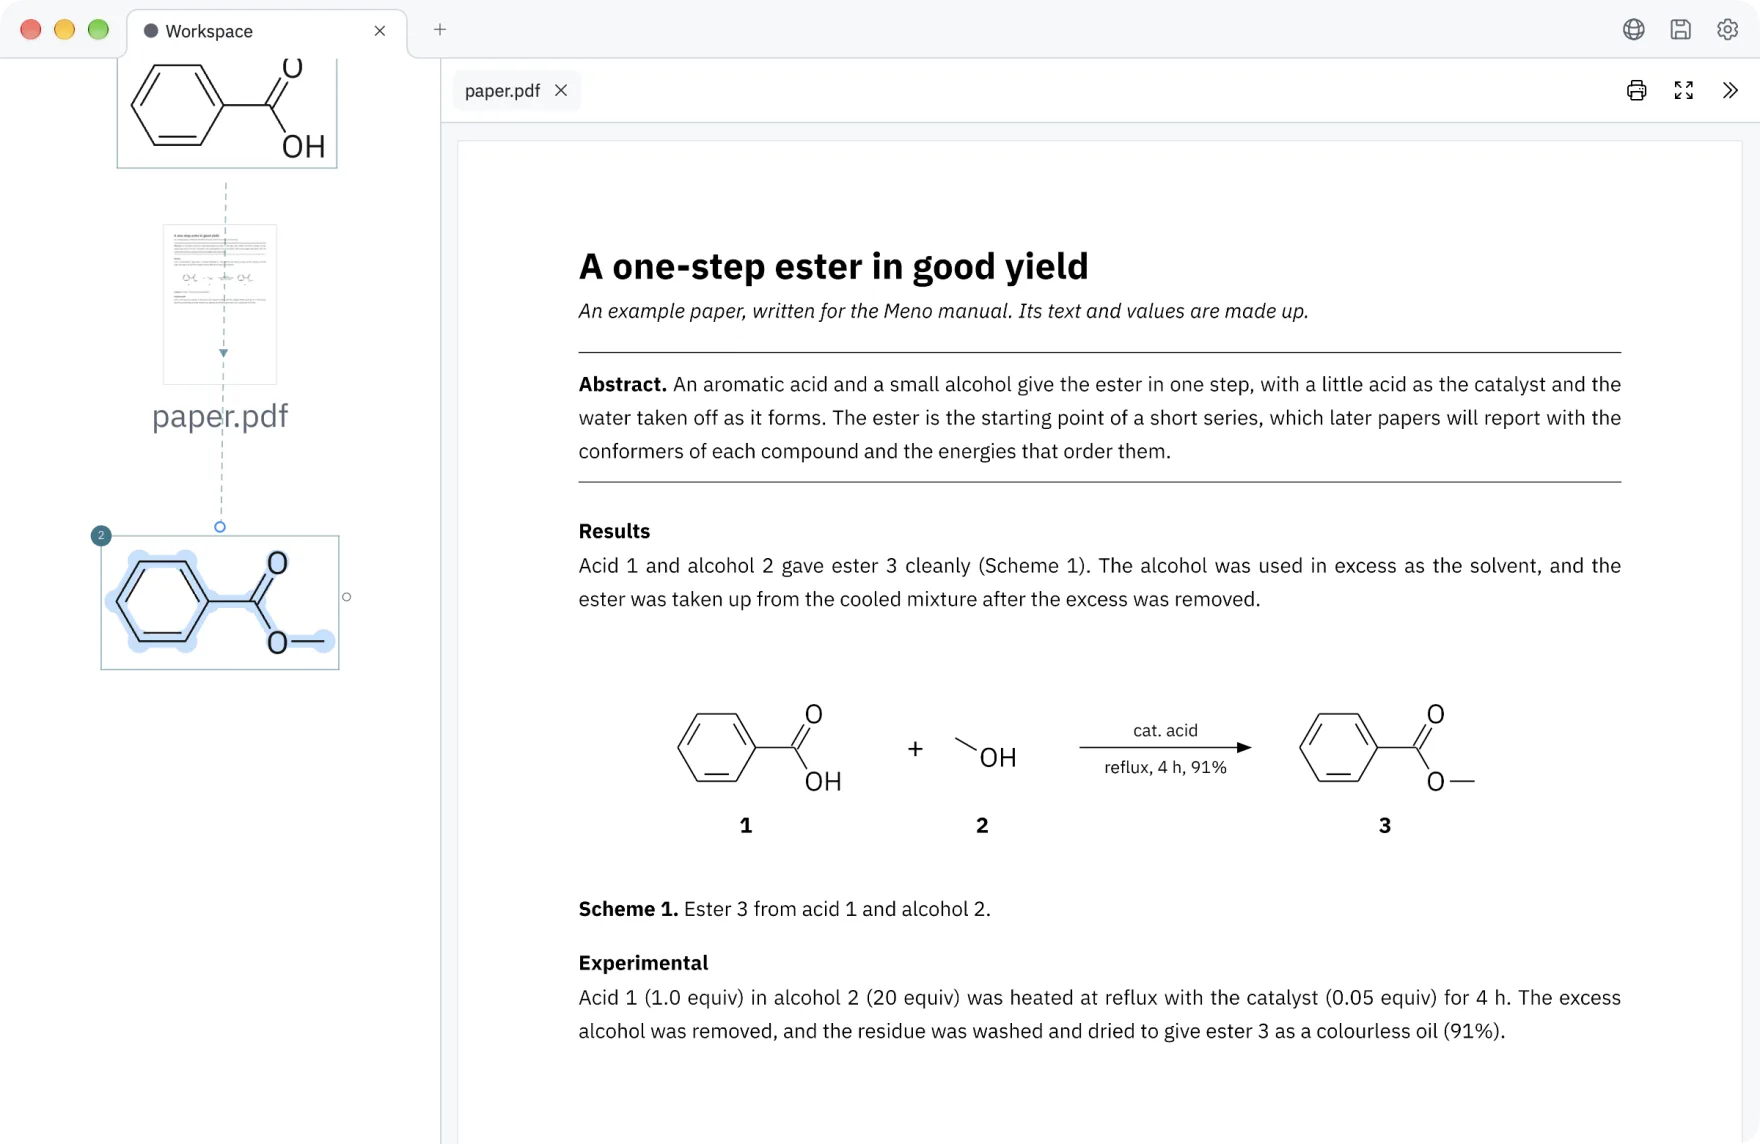 Workspace
paper.pdf
O
OH
paper.pdf
2
O
O
A one-step ester in good yield
An example paper, written for the Meno manual. Its text and values are made up.
Abstract. An aromatic acid and a small alcohol give the ester in one step, with a little acid as the catalyst and the
water taken off as it forms. The ester is the starting point of a short series, which later papers will report with the
conformers of each compound and the energies that order them.
Results
Acid 1 and alcohol 2 gave ester 3 cleanly (Scheme 1). The alcohol was used in excess as the solvent, and the
ester was taken up from the cooled mixture after the excess was removed.
O
OH
+
OH
cat. acid
reflux, 4 h, 91%
O
O
1
2
3
Scheme 1. Ester 3 from acid 1 and alcohol 2.
Experimental
Acid 1 (1.0 equiv) in alcohol 2 (20 equiv) was heated at reflux with the catalyst (0.05 equiv) for 4 h. The excess
alcohol was removed, and the residue was washed and dried to give ester 3 as a colourless oil (91%).